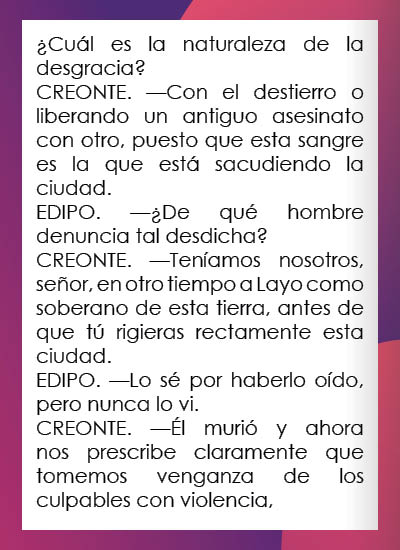 ¿Cuál es la naturaleza de la
desgracia?
CREONTE. —Con el destierro o
liberando un antiguo asesinato
con otro, puesto que esta sangre
es la que está sacudiendo la
ciudad.
EDIPO. —¿De qué hombre
denuncia tal desdicha?
CREONTE. —Teníamos nosotros,
señor, en otro tiempo a Layo como
soberano de esta tierra, antes de
que tú rigieras rectamente esta
ciudad.
EDIPO. —Lo sé por haberlo oído,
pero nunca lo vi.
CREONTE. —Él murió y ahora
nos prescribe claramente que
tomemos venganza de los
culpables con violencia,